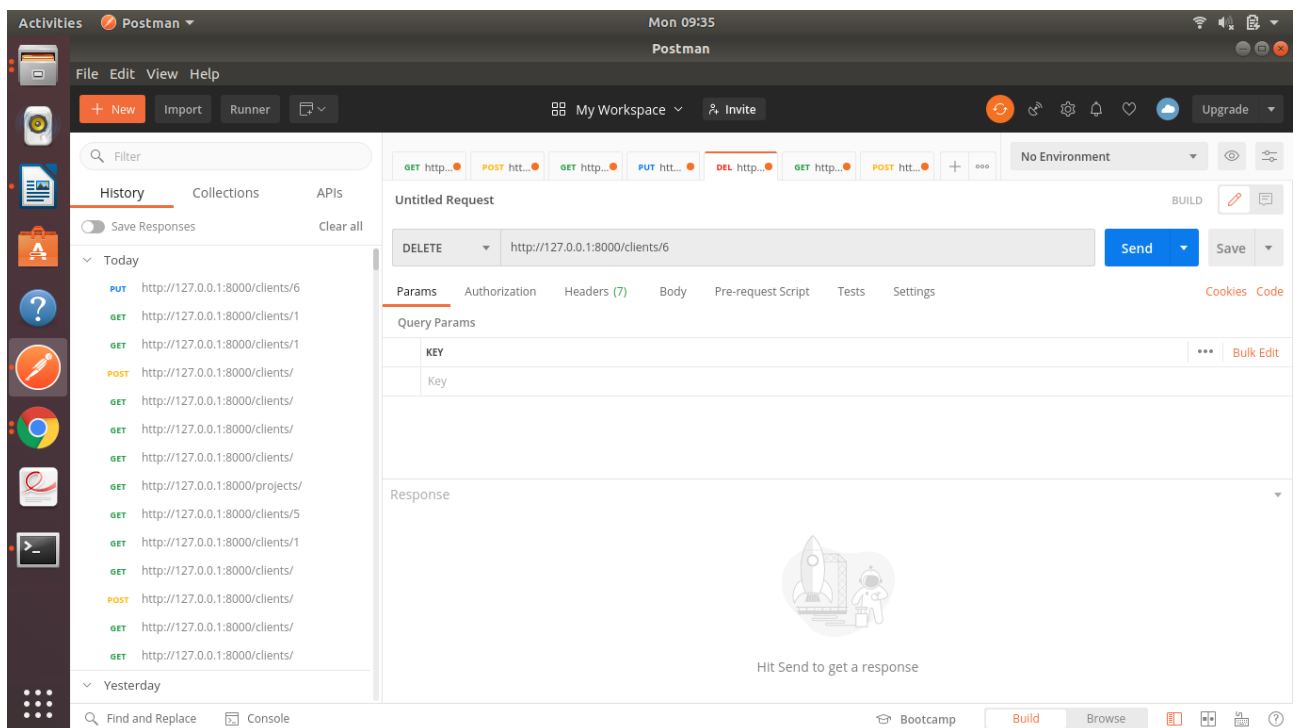 Activities Postman Mon 09:35
Postman
File Edit View Help
+ New Import Runner My Workspace Invite Upgrade
Filter
History Collections APIs
Save Responses Clear all
Today
PUT http://127.0.0.1:8000/clients/6
GET http://127.0.0.1:8000/clients/1
GET http://127.0.0.1:8000/clients/1
POST http://127.0.0.1:8000/clients/
GET http://127.0.0.1:8000/clients/
GET http://127.0.0.1:8000/clients/
GET http://127.0.0.1:8000/clients/
GET http://127.0.0.1:8000/projects/
GET http://127.0.0.1:8000/clients/5
GET http://127.0.0.1:8000/clients/1
GET http://127.0.0.1:8000/clients/
POST http://127.0.0.1:8000/clients/
GET http://127.0.0.1:8000/clients/
GET http://127.0.0.1:8000/clients/
Yesterday
GET http... POST htt... GET http... PUT htt... DEL http... GET http... POST htt... + ooo No Environment
Untitled Request BUILD
DELETE http://127.0.0.1:8000/clients/6 Send Save
Params Authorization Headers (7) Body Pre-request Script Tests Settings Cookies Code
Query Params
KEY ••• Bulk Edit
Key
Response
Hit Send to get a response
Find and Replace Console Bootcamp Build Browse